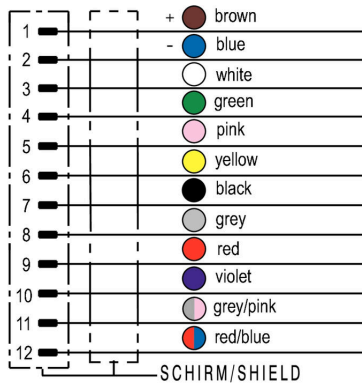 1 + brown
2 - blue
3 white
4 green
5 pink
6 yellow
7 black
8 grey
9 red
10 violet
11 grey/pink
12 red/blue
SCHIRM/SHIELD